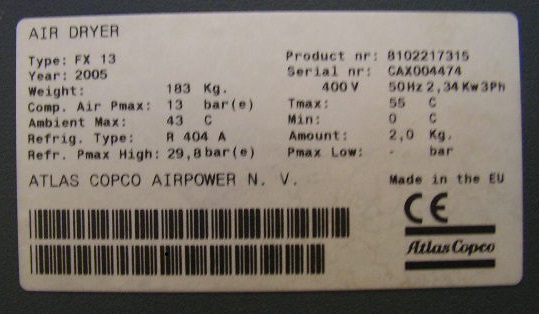 AIR DRYER
Type: FX 13 Product nr: 8102217315
Year: 2005 Serial nr: CAX004474
Weight: 183 Kg. 400 V 50Hz 2,34 Kw 3Ph
Comp. Air Pmax: 13 bar(e) Tmax: 55 C
Ambient Max: 43 C Min: 0 C
Refrig. Type: R 404 A Amount: 2,0 Kg.
Refr. Pmax High: 29,8 bar(e) Pmax Low: - bar
ATLAS COPCO AIRPOWER N. V. Made in the EU
CE
Atlas Copco